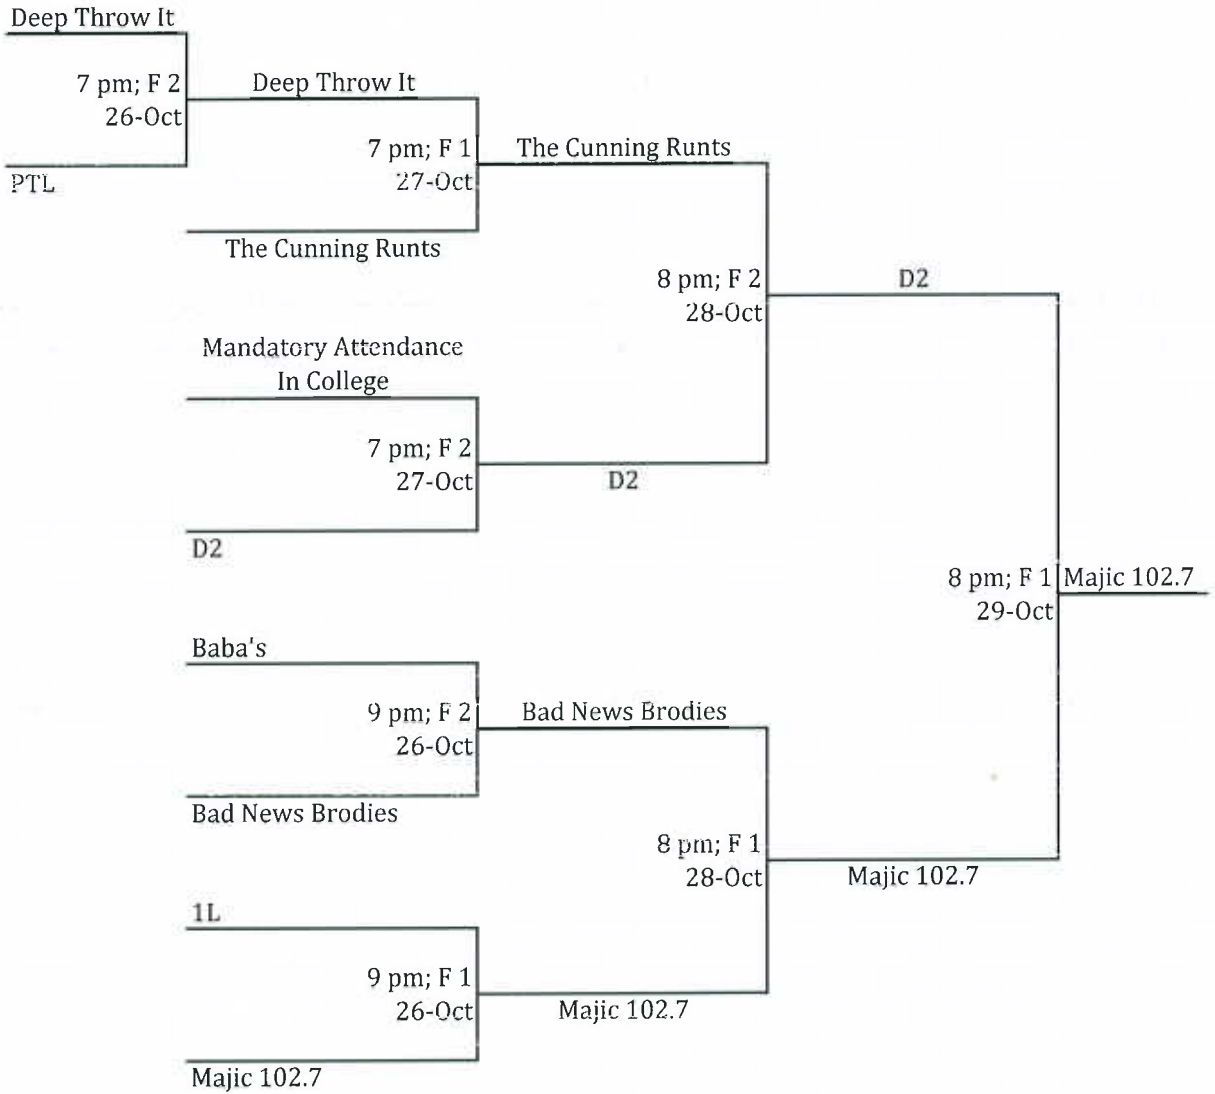 Deep Throw It
7 pm; F 2
26-Oct
PTL
Deep Throw It
7 pm; F 1
27-Oct
The Cunning Runts
The Cunning Runts
8 pm; F 2
28-Oct
Mandatory Attendance
In College
7 pm; F 2
27-Oct
D2
D2
D2
8 pm; F 1
29-Oct
Majic 102.7
Baba's
9 pm; F 2
26-Oct
Bad News Brodies
Bad News Brodies
8 pm; F 1
28-Oct
Majic 102.7
1L
9 pm; F 1
26-Oct
Majic 102.7
Majic 102.7